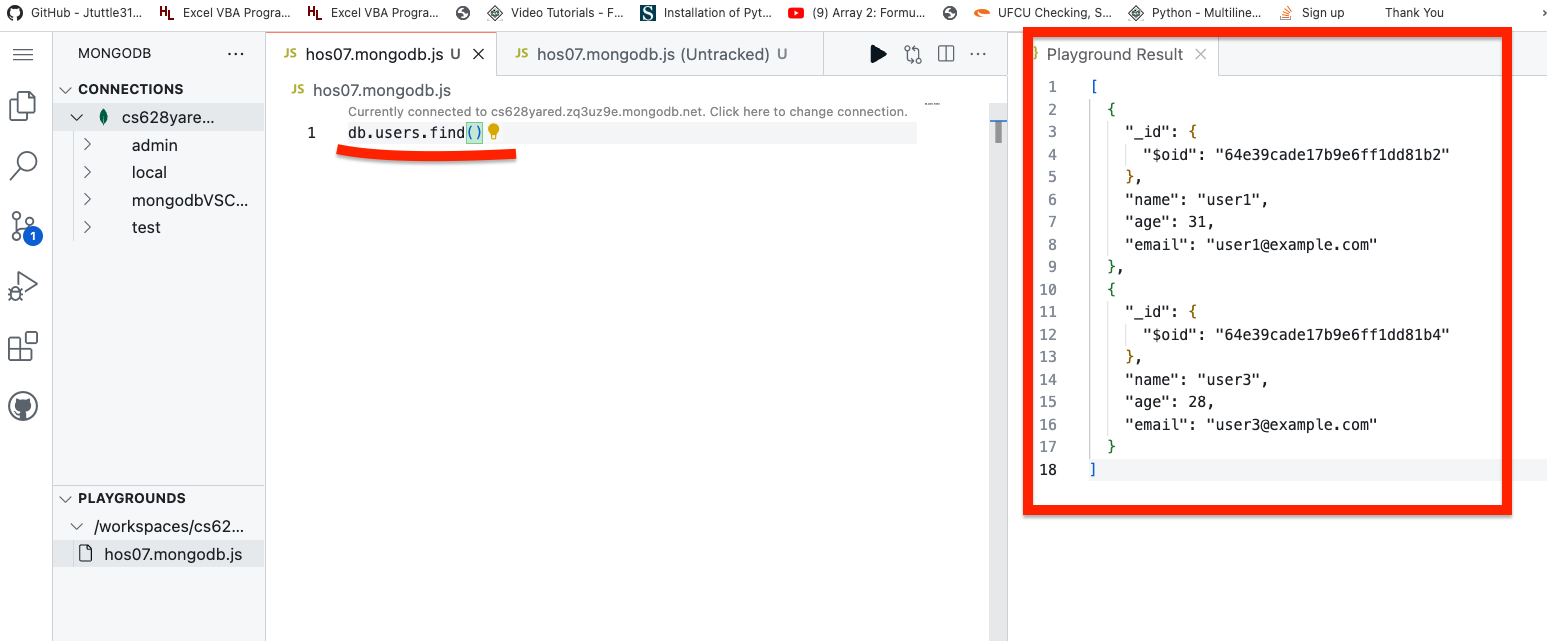 GitHub - Jtuttle31... Excel VBA Progra... Excel VBA Progra... Video Tutorials - F... Installation of Pyt... (9) Array 2: Formu... UFCU Checking, S... Python - Multiline... Sign up Thank You
MONGODB
CONNECTIONS
cs628yare...
admin
local
mongodbVSC...
test
PLAYGROUNDS
/workspaces/cs62...
hos07.mongodb.js
1
JS hos07.mongodb.js U
JS hos07.mongodb.js (Untracked) U
JS hos07.mongodb.js
Currently connected to cs628yared.zq3uz9e.mongodb.net. Click here to change connection.
1 db.users.find()
Playground Result
1 [
2 {
3 "_id": {
4 "$oid": "64e39cade17b9e6ff1dd81b2"
5 },
6 "name": "user1",
7 "age": 31,
8 "email": "user1@example.com"
9 },
10 {
11 "_id": {
12 "$oid": "64e39cade17b9e6ff1dd81b4"
13 },
14 "name": "user3",
15 "age": 28,
16 "email": "user3@example.com"
17 }
18 ]